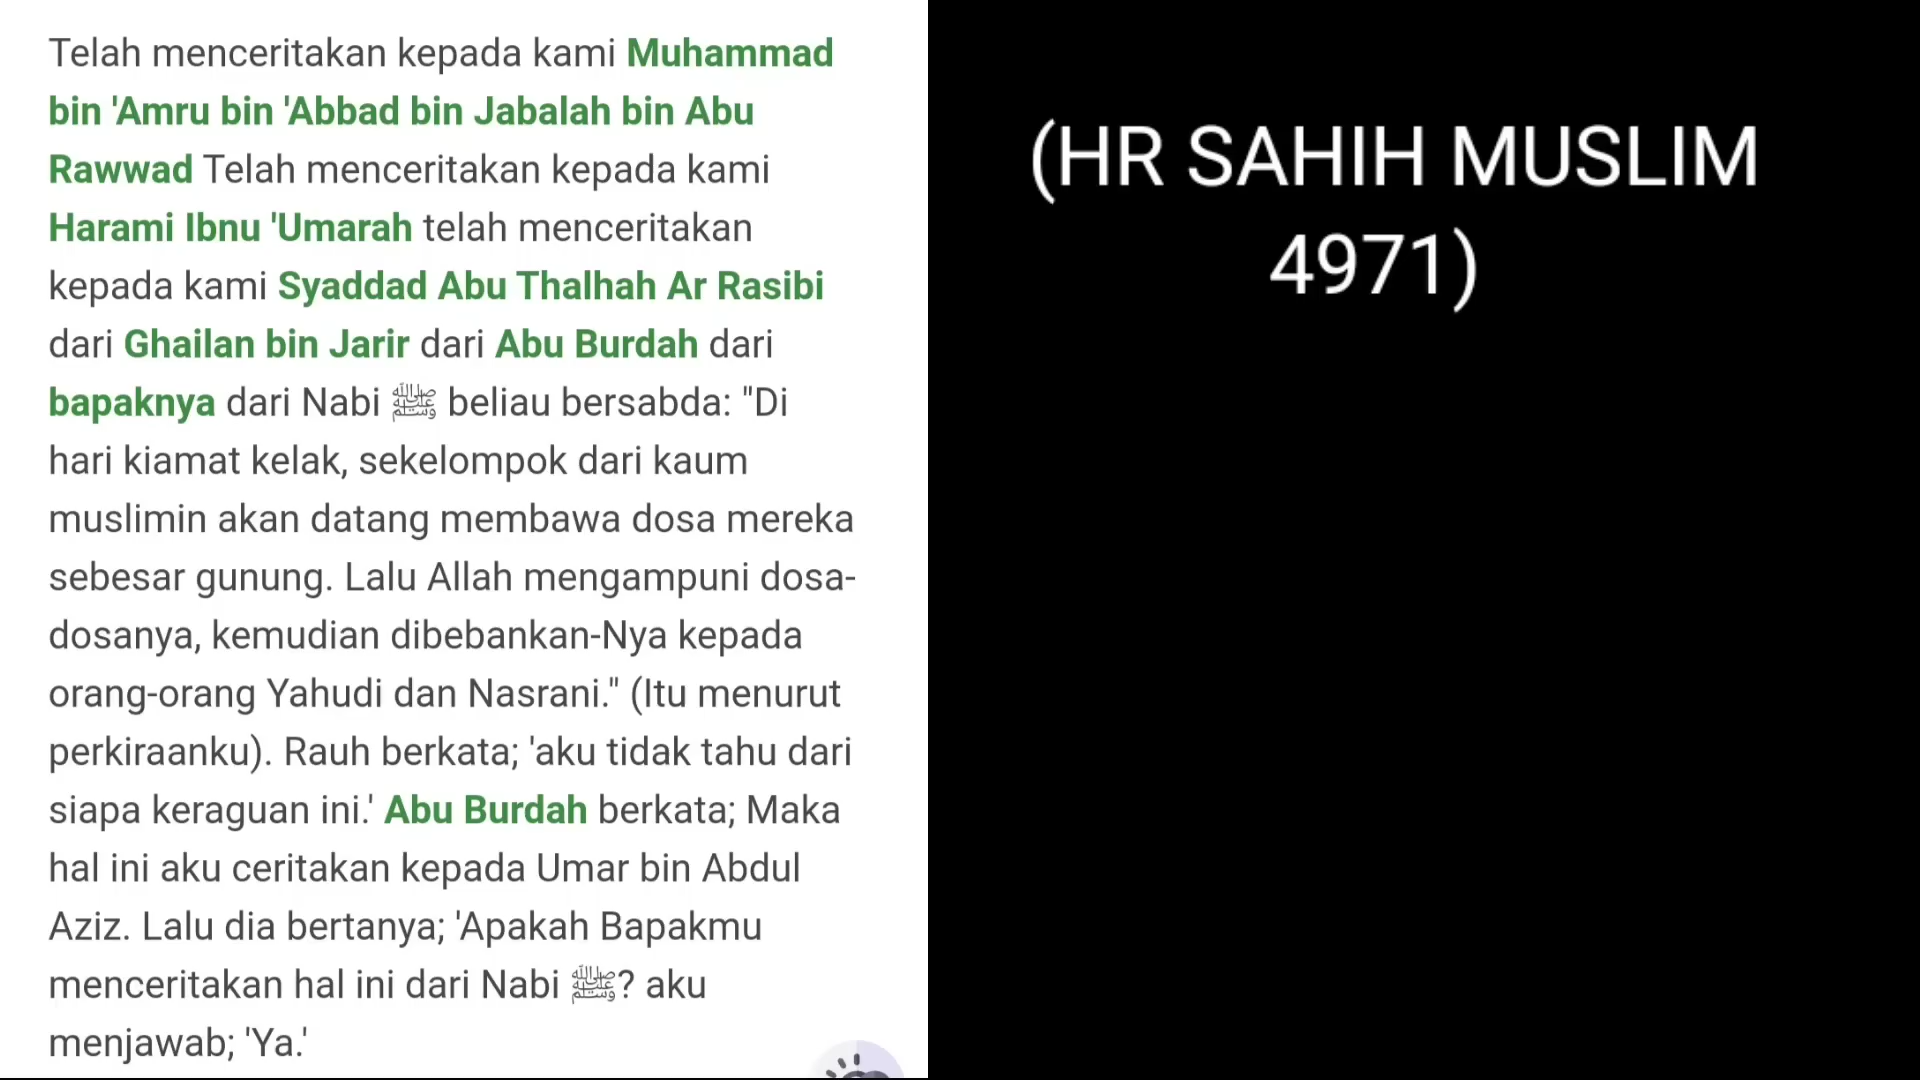 Telah menceritakan kepada kami Muhammad
bin 'Amru bin 'Abbad bin Jabalah bin Abu
Rawwad Telah menceritakan kepada kami
Harami Ibnu 'Umarah telah menceritakan
kepada kami Syaddad Abu Thalhah Ar Rasibi
dari Ghailan bin Jarir dari Abu Burdah dari
bapaknya dari Nabi ﷺ beliau bersabda: "Di
hari kiamat kelak, sekelompok dari kaum
muslimin akan datang membawa dosa mereka
sebesar gunung. Lalu Allah mengampuni dosa-
dosanya, kemudian dibebankan-Nya kepada
orang-orang Yahudi dan Nasrani." (Itu menurut
perkiraanku). Rauh berkata; 'aku tidak tahu dari
siapa keraguan ini.' Abu Burdah berkata; Maka
hal ini aku ceritakan kepada Umar bin Abdul
Aziz. Lalu dia bertanya; 'Apakah Bapakmu
menceritakan hal ini dari Nabi ﷺ? aku
menjawab; 'Ya.'
(HR SAHIH MUSLIM
4971)